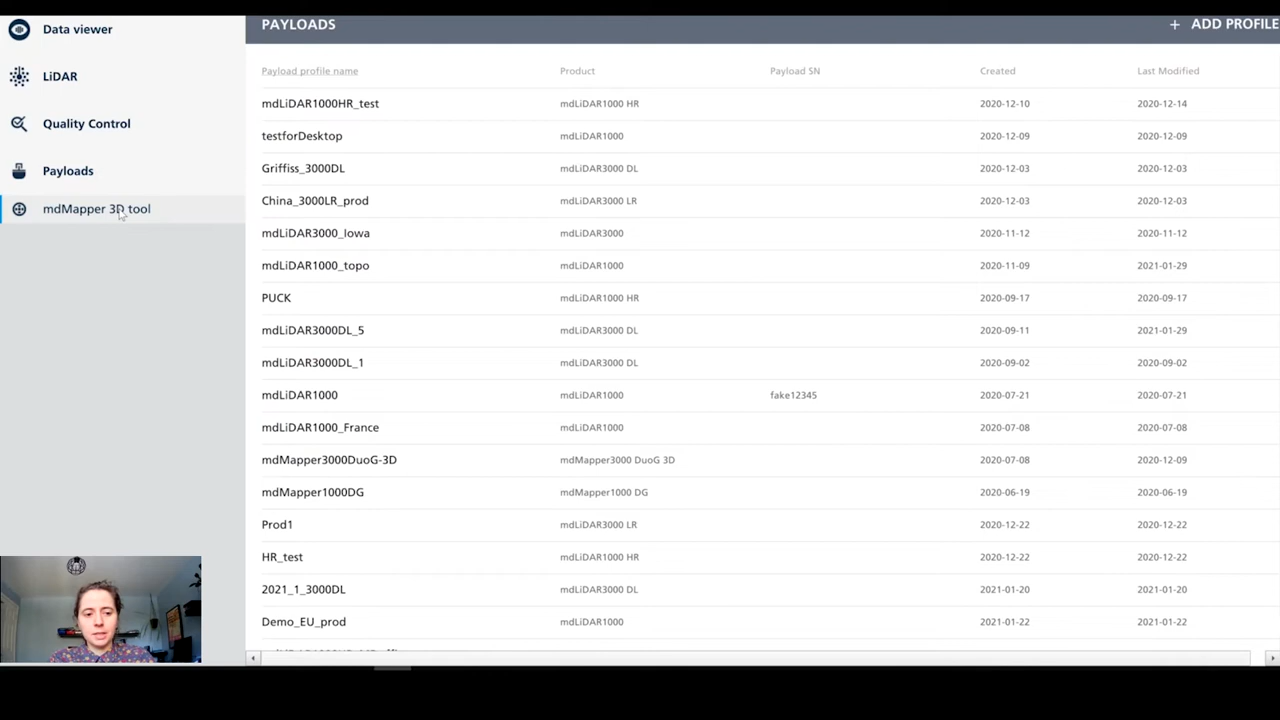 Data viewer
LiDAR
Quality Control
Payloads
mdMapper 3D tool
PAYLOADS
+ ADD PROFILE
Payload profile name Product Payload SN Created Last Modified
mdLiDAR1000HR_test mdLiDAR1000 HR 2020-12-10 2020-12-14
testforDesktop mdLiDAR1000 2020-12-09 2020-12-09
Griffiss_3000DL mdLiDAR3000 DL 2020-12-03 2020-12-03
China_3000LR_prod mdLiDAR3000 LR 2020-12-03 2020-12-03
mdLiDAR3000_Iowa mdLiDAR3000 2020-11-12 2020-11-12
mdLiDAR1000_topo mdLiDAR1000 2020-11-09 2021-01-29
PUCK mdLiDAR1000 HR 2020-09-17 2020-09-17
mdLiDAR3000DL_5 mdLiDAR3000 DL 2020-09-11 2021-01-29
mdLiDAR3000DL_1 mdLiDAR3000 DL 2020-09-02 2020-09-02
mdLiDAR1000 mdLiDAR1000 fake12345 2020-07-21 2020-07-21
mdLiDAR1000_France mdLiDAR1000 2020-07-08 2020-07-08
mdMapper3000DuoG-3D mdMapper3000 DuoG 3D 2020-07-08 2020-12-09
mdMapper1000DG mdMapper1000 DG 2020-06-19 2020-06-19
Prod1 mdLiDAR3000 LR 2020-12-22 2020-12-22
HR_test mdLiDAR1000 HR 2020-12-22 2020-12-22
2021_1_3000DL mdLiDAR3000 DL 2021-01-20 2021-01-20
Demo_EU_prod mdLiDAR1000 2021-01-22 2021-01-22